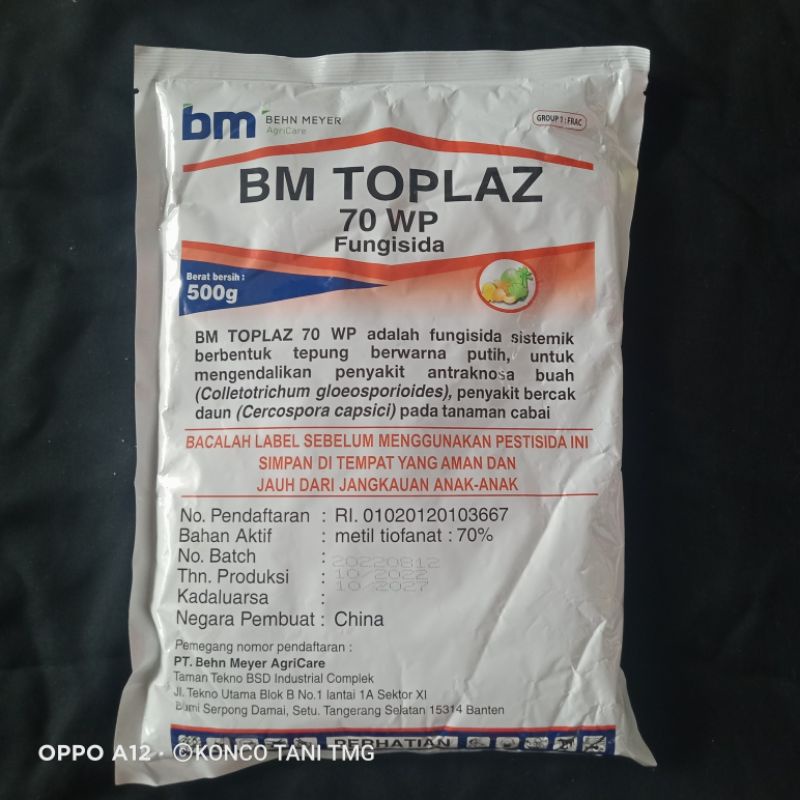 bm BEHN MEYER
AgriCare
GROUP 1 : FRAC
BM TOPLAZ
70 WP
Fungisida
Berat bersih :
500g
BM TOPLAZ 70 WP adalah fungisida sistemik
berbentuk tepung berwarna putih, untuk
mengendalikan penyakit antraknosa buah
(Colletotrichum gloeosporioides), penyakit bercak
daun (Cercospora capsici) pada tanaman cabai
BACALAH LABEL SEBELUM MENGGUNAKAN PESTISIDA INI
SIMPAN DI TEMPAT YANG AMAN DAN
JAUH DARI JANGKAUAN ANAK-ANAK
No. Pendaftaran : RI. 01020120103667
Bahan Aktif : metil tiofanat : 70%
No. Batch : 20220812
Thn. Produksi : 10/2022
Kadaluarsa : 10/2027
Negara Pembuat : China
Pemegang nomor pendaftaran :
PT. Behn Meyer AgriCare
Taman Tekno BSD Industrial Complek
Jl. Tekno Utama Blok B No.1 lantai 1A Sektor XI
Bumi Serpong Damai, Setu. Tangerang Selatan 15314 Banten
PERHATIAN
OPPO A12 · ©KONCO TANI TMG